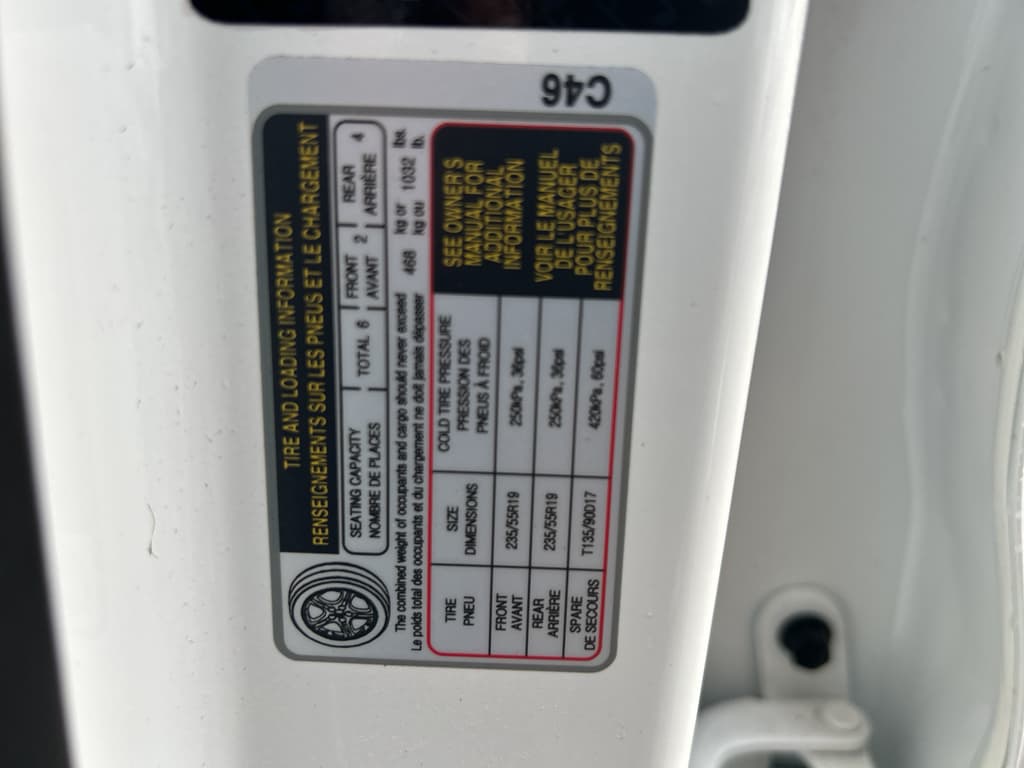 C46
TIRE AND LOADING INFORMATION
RENSEIGNEMENTS SUR LES PNEUS ET LE CHARGEMENT
SEATING CAPACITY
NOMBRE DE PLACES
TOTAL 6
FRONT
AVANT
2
REAR
ARRIÈRE
4
The combined weight of occupants and cargo should never exceed 468 kg or 1032 lbs.
Le poids total des occupants et du chargement ne doit jamais dépasser kg ou lb.
TIRE
PNEU
SIZE
DIMENSIONS
COLD TIRE PRESSURE
PRESSION DES
PNEUS À FROID
FRONT
AVANT
235/55R19
250kPa, 36psi
REAR
ARRIÈRE
235/55R19
250kPa, 36psi
SPARE
DE SECOURS
T135/90D17
420kPa, 60psi
SEE OWNER'S
MANUAL FOR
ADDITIONAL
INFORMATION
VOIR LE MANUEL
DE L'USAGER
POUR PLUS DE
RENSEIGNEMENTS